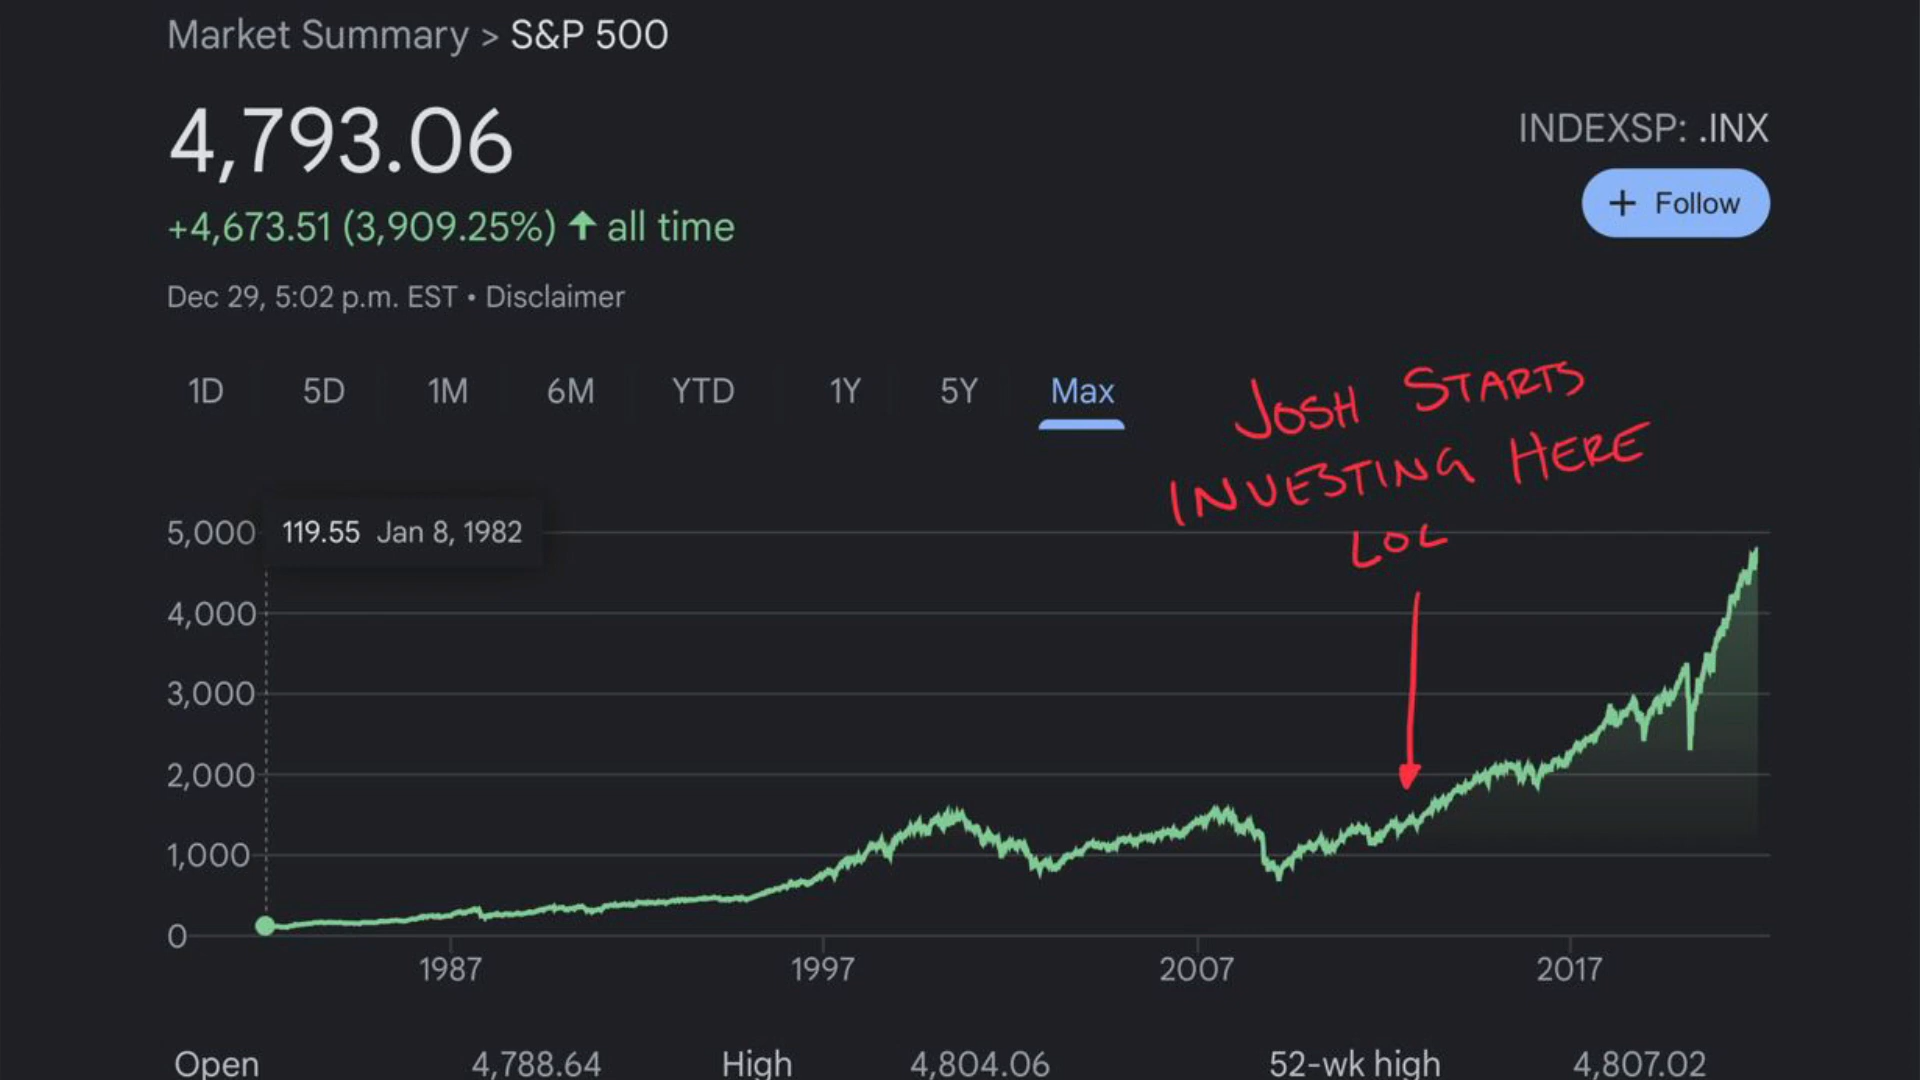 Market Summary > S&P 500
4,793.06
INDEXSP: .INX
+ Follow
+4,673.51 (3,909.25%) ↑ all time
Dec 29, 5:02 p.m. EST • Disclaimer
1D 5D 1M 6M YTD 1Y 5Y Max
JOSH STARTS
INVESTING HERE
LOL
119.55 Jan 8, 1982
5,000
4,000
3,000
2,000
1,000
0
1987 1997 2007 2017
Open 4,788.64 High 4,804.06 52-wk high 4,807.02